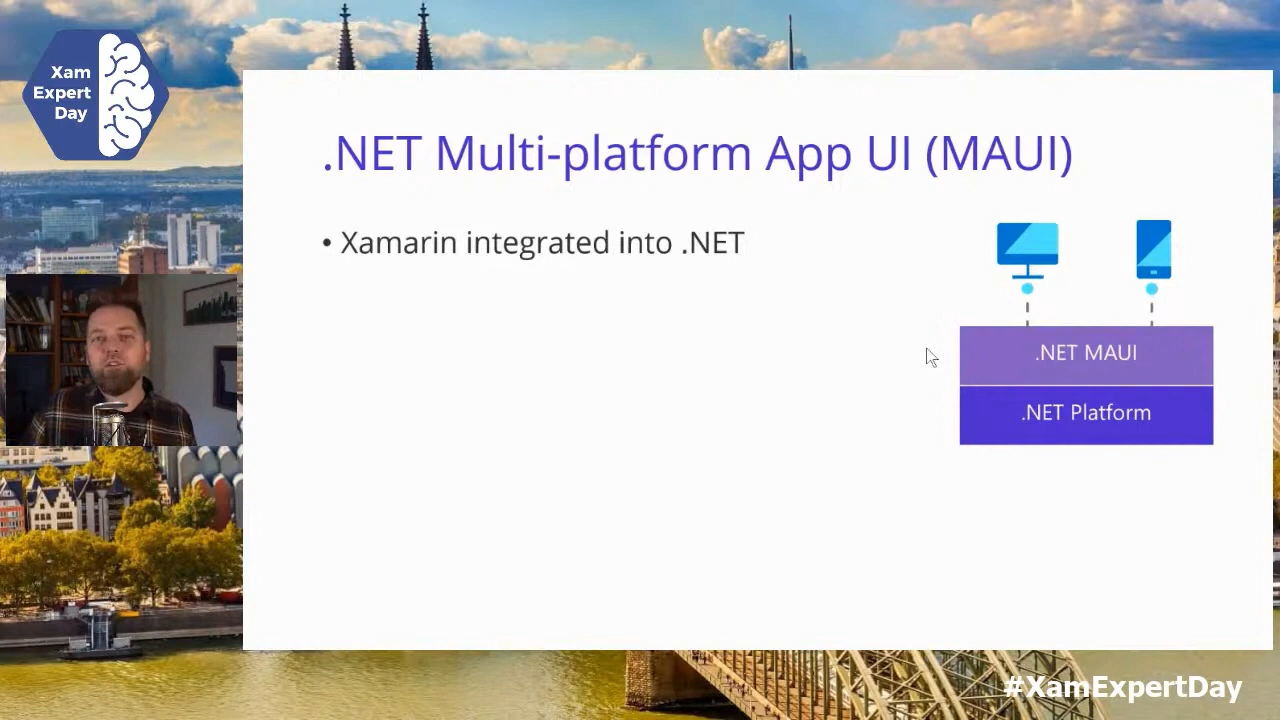 Xam
Expert
Day
.NET Multi-platform App UI (MAUI)
• Xamarin integrated into .NET
.NET MAUI
.NET Platform
#XamExpertDay